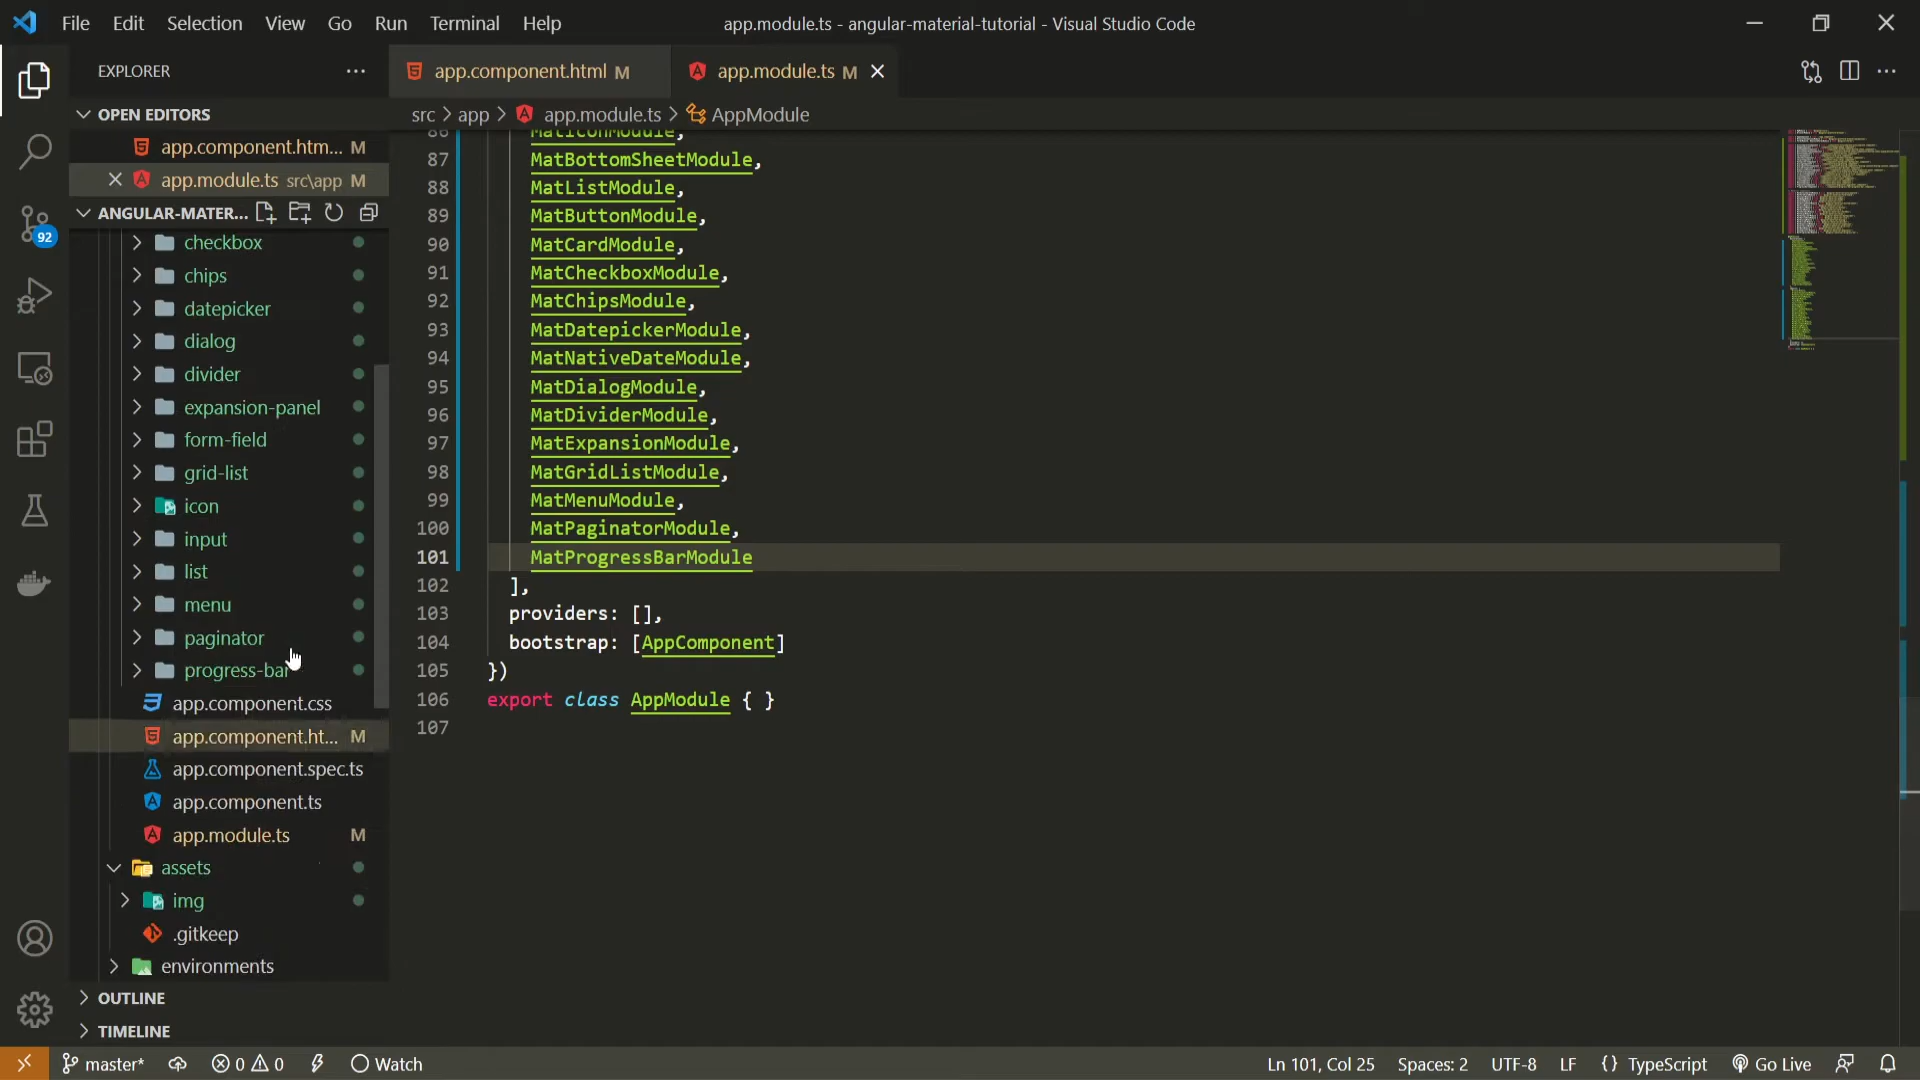 File Edit Selection View Go Run Terminal Help
app.module.ts - angular-material-tutorial - Visual Studio Code
EXPLORER
app.component.html M
app.module.ts M
OPEN EDITORS
app.component.htm... M
app.module.ts src\app M
ANGULAR-MATER...
checkbox
chips
datepicker
dialog
divider
expansion-panel
form-field
grid-list
icon
input
list
menu
paginator
progress-bar
app.component.css
app.component.ht... M
app.component.spec.ts
app.component.ts
app.module.ts M
assets
img
.gitkeep
environments
OUTLINE
TIMELINE
92
src > app > app.module.ts > AppModule
86 MatIconModule,
87 MatBottomSheetModule,
88 MatListModule,
89 MatButtonModule,
90 MatCardModule,
91 MatCheckboxModule,
92 MatChipsModule,
93 MatDatepickerModule,
94 MatNativeDateModule,
95 MatDialogModule,
96 MatDividerModule,
97 MatExpansionModule,
98 MatGridListModule,
99 MatMenuModule,
100 MatPaginatorModule,
101 MatProgressBarModule
102 ],
103 providers: [],
104 bootstrap: [AppComponent]
105 })
106 export class AppModule { }
107
master* 0 0 Watch
Ln 101, Col 25 Spaces: 2 UTF-8 LF {} TypeScript Go Live